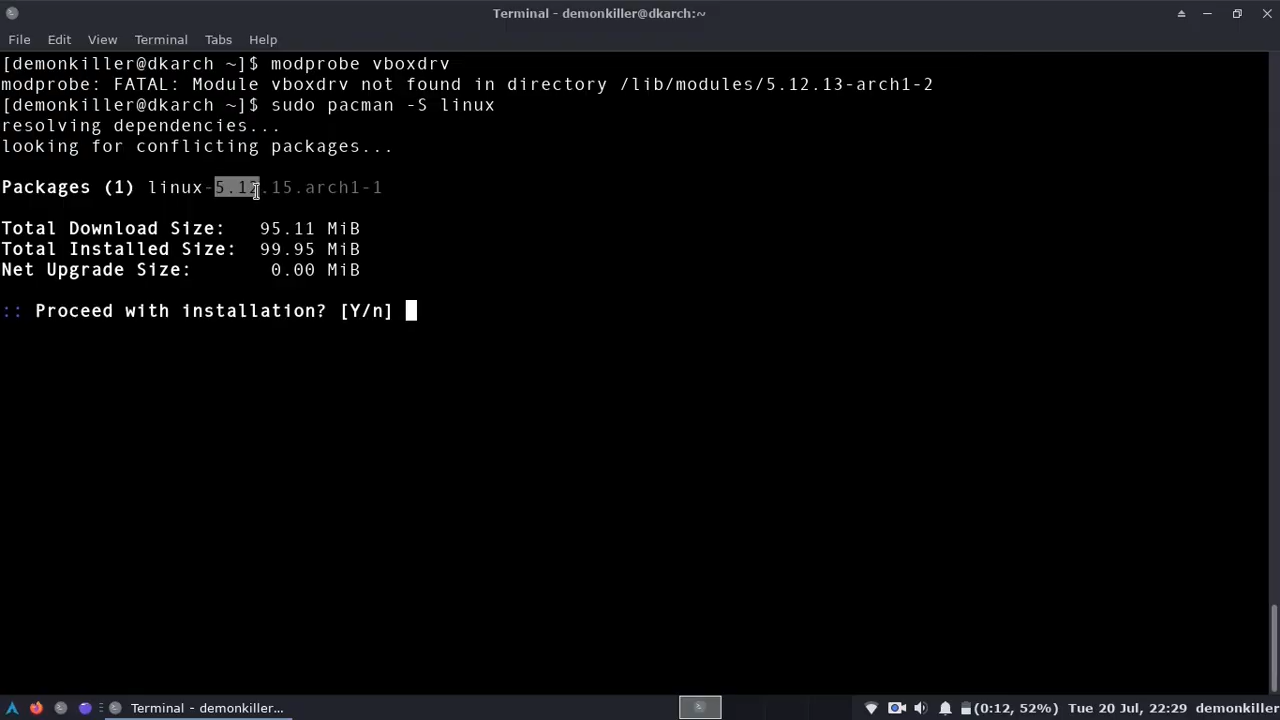 Terminal - demonkiller@dkarch:~
File Edit View Terminal Tabs Help
[demonkiller@dkarch ~]$ modprobe vboxdrv
modprobe: FATAL: Module vboxdrv not found in directory /lib/modules/5.12.13-arch1-2
[demonkiller@dkarch ~]$ sudo pacman -S linux
resolving dependencies...
looking for conflicting packages...
Packages (1) linux-5.12.15.arch1-1
Total Download Size: 95.11 MiB
Total Installed Size: 99.95 MiB
Net Upgrade Size: 0.00 MiB
:: Proceed with installation? [Y/n]
Terminal - demonkiller... (0:12, 52%) Tue 20 Jul, 22:29 demonkiller